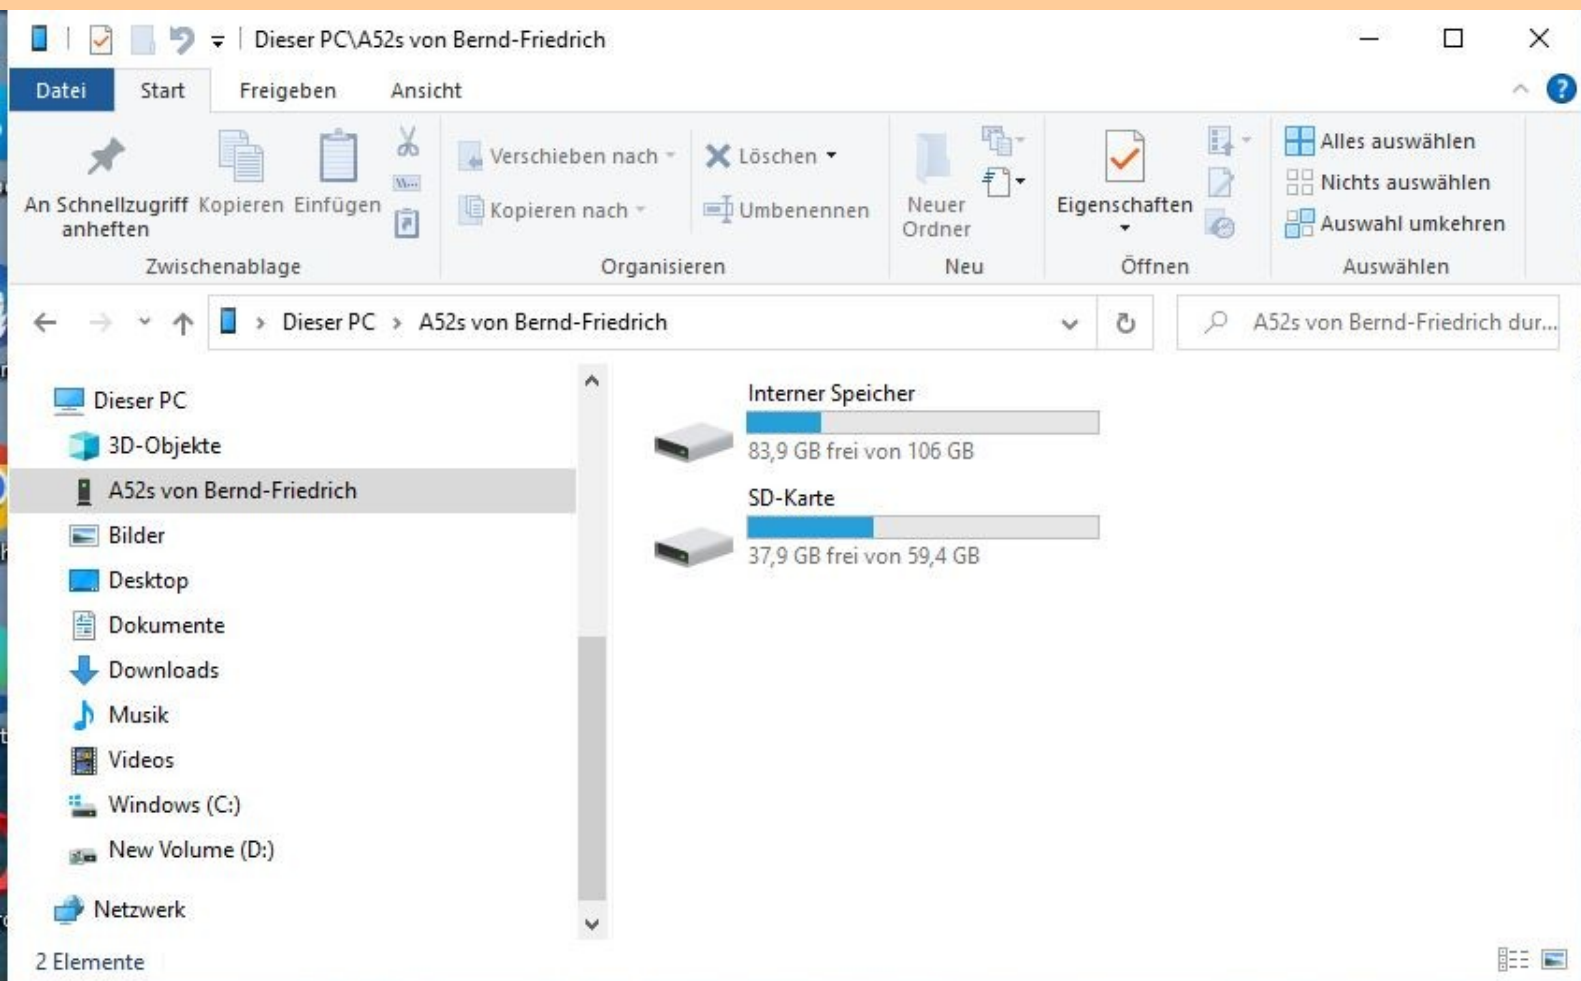 Dieser PC\A52s von Bernd-Friedrich
Datei Start Freigeben Ansicht
An Schnellzugriff anheften
Kopieren
Einfügen
Zwischenablage
Verschieben nach
Kopieren nach
Löschen
Umbenennen
Organisieren
Neuer
Ordner
Neu
Eigenschaften
Öffnen
Alles auswählen
Nichts auswählen
Auswahl umkehren
Auswählen
Dieser PC > A52s von Bernd-Friedrich
A52s von Bernd-Friedrich dur...
Dieser PC
3D-Objekte
A52s von Bernd-Friedrich
Bilder
Desktop
Dokumente
Downloads
Musik
Videos
Windows (C:)
New Volume (D:)
Netzwerk
Interner Speicher
83,9 GB frei von 106 GB
SD-Karte
37,9 GB frei von 59,4 GB
2 Elemente